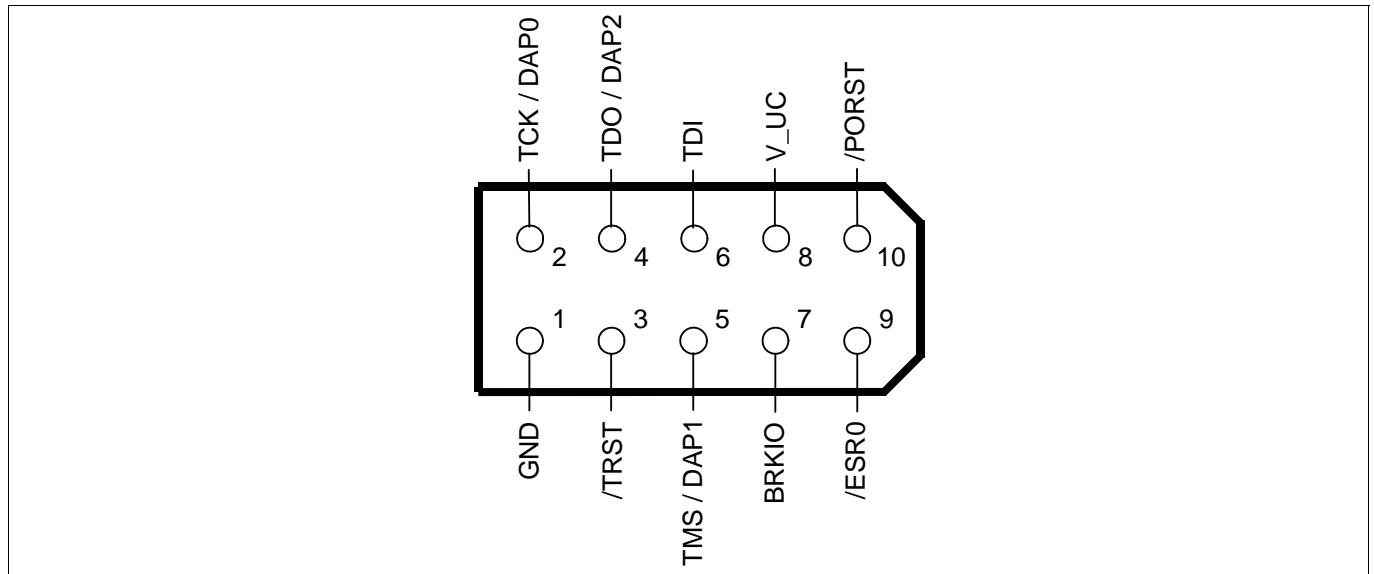 TCK / DAP0
TDO / DAP2
TDI
V_UC
/PORST
2
4
6
8
10
1
3
5
7
9
GND
/TRST
TMS / DAP1
BRKIO
/ESR0